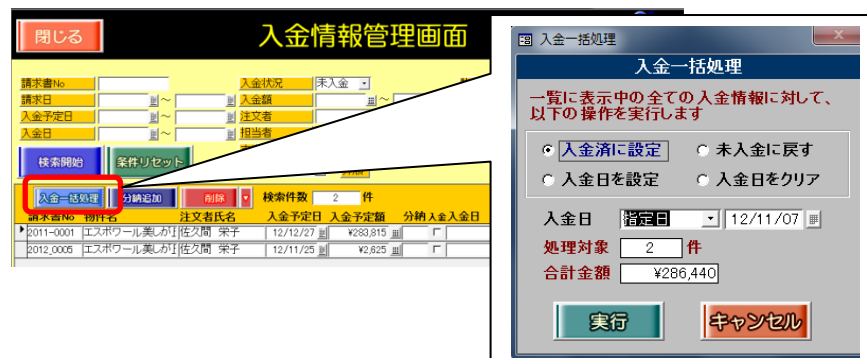 閉じる
入金情報管理画面
請求書No
入金状況
未入金
請求日
～
入金額
～
入金予定日
～
注文者
入金日
～
担当者
検索開始
条件リセット
入金一括処理
分納追加
削除
検索件数 2 件
請求書No 物件名 注文者氏名 入金予定日 入金予定額 分納 入金 入金日
2011-0001 エスポワール美しが 佐久間 栄子 12/12/27 ¥283,815
2012_0005 エスポワール美しが 佐久間 栄子 12/11/25 ¥2,625
入金一括処理
入金一括処理
一覧に表示中の全ての入金情報に対して、
以下の操作を実行します
入金済に設定 未入金に戻す
入金日を設定 入金日をクリア
入金日 指定日 12/11/07
処理対象 2 件
合計金額 ¥286,440
実行 キャンセル